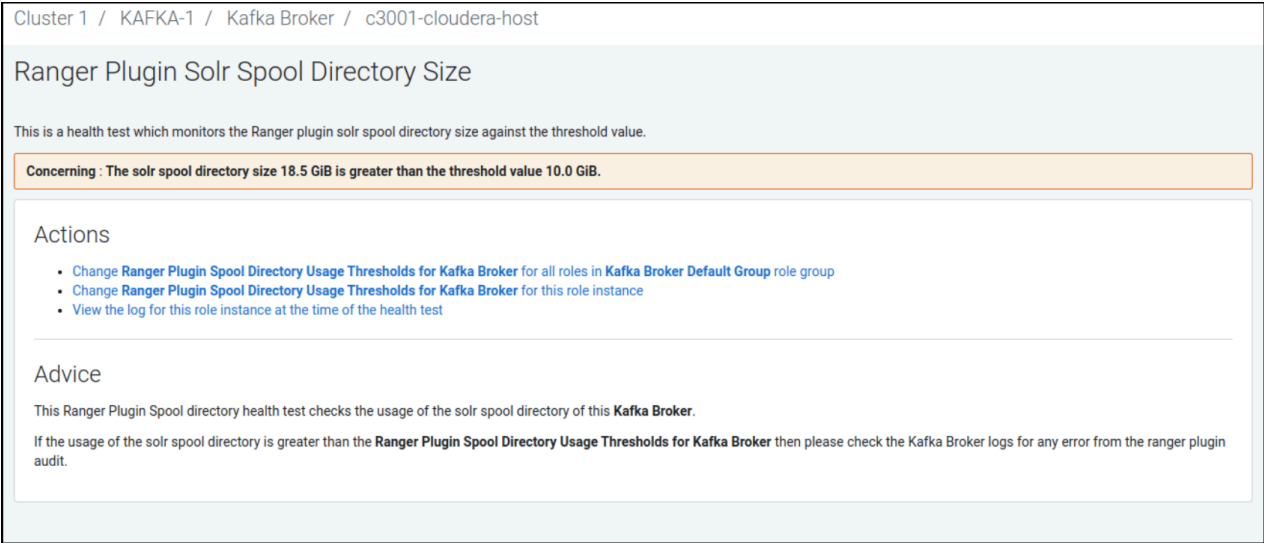 Cluster 1 / KAFKA-1 / Kafka Broker / c3001-cloudera-host
Ranger Plugin Solr Spool Directory Size
This is a health test which monitors the Ranger plugin solr spool directory size against the threshold value.
Concerning : The solr spool directory size 18.5 GiB is greater than the threshold value 10.0 GiB.
Actions
• Change Ranger Plugin Spool Directory Usage Thresholds for Kafka Broker for all roles in Kafka Broker Default Group role group
• Change Ranger Plugin Spool Directory Usage Thresholds for Kafka Broker for this role instance
• View the log for this role instance at the time of the health test
Advice
This Ranger Plugin Spool directory health test checks the usage of the solr spool directory of this Kafka Broker.
If the usage of the solr spool directory is greater than the Ranger Plugin Spool Directory Usage Thresholds for Kafka Broker then please check the Kafka Broker logs for any error from the ranger plugin
audit.